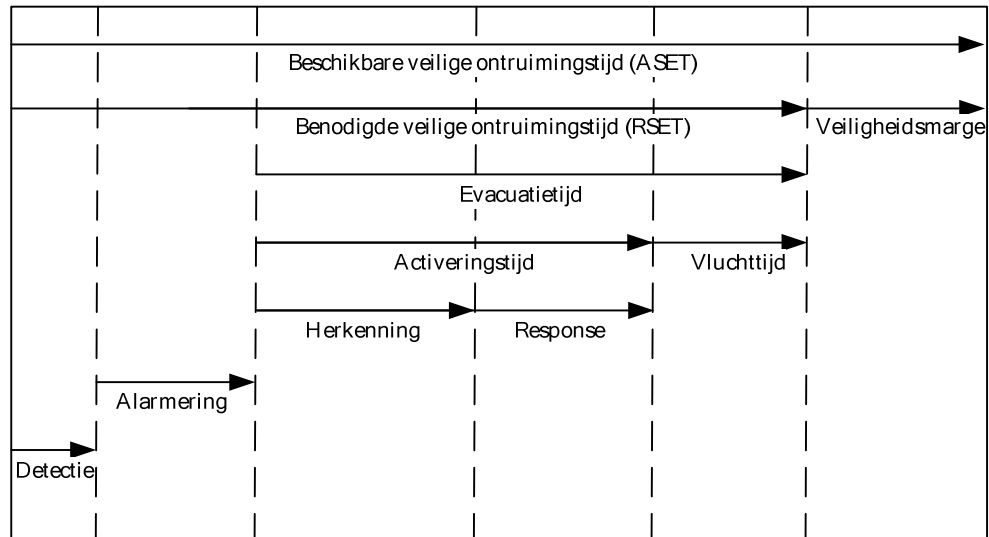 Beschikbare veilige ontruimingstijd (ASET)
Benodigde veilige ontruimingstijd (RSET)
Veiligheidsmarge
Evacuatietijd
Activeringstijd
Vluchttijd
Herkenning
Response
Alarmering
Detectie